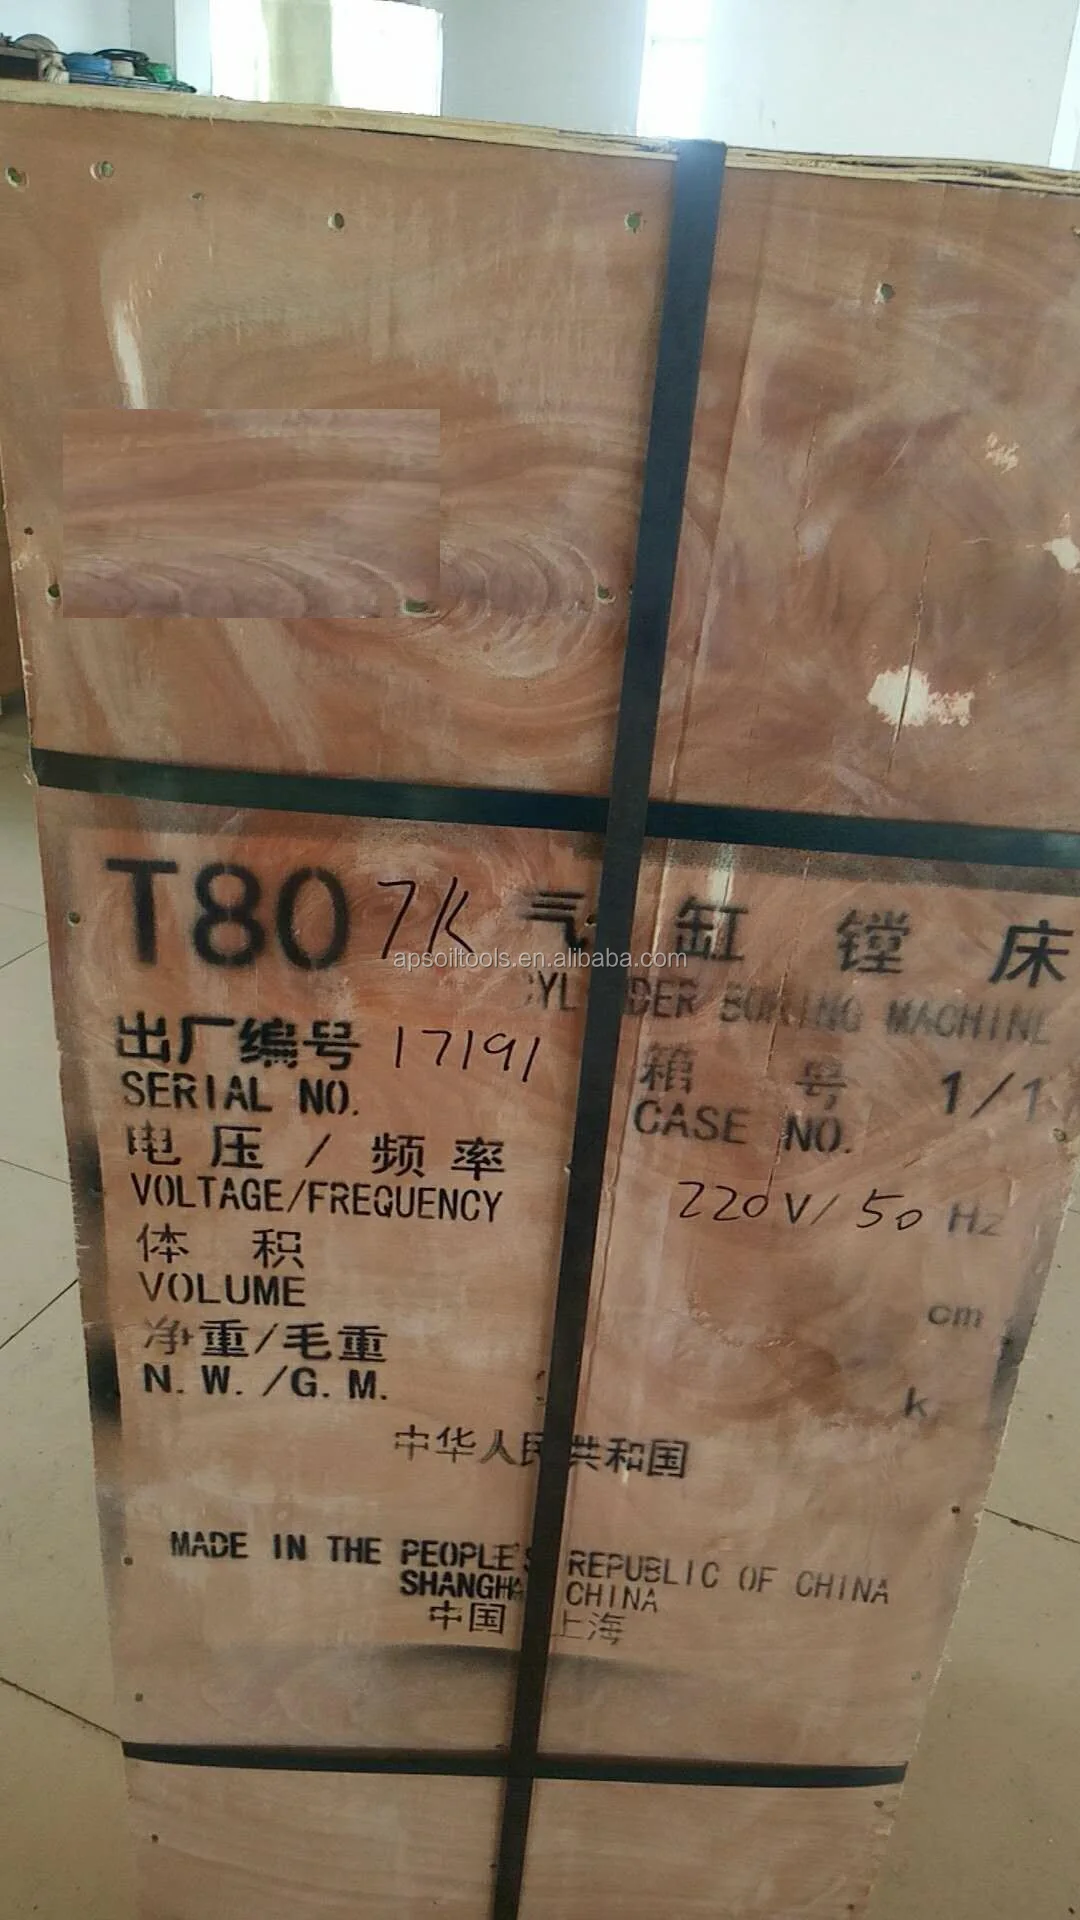 T807K 气 缸 镗 床
apsoiltools.en.alibaba.com
CYLINDER BORING MACHINE
出厂编号 17191 箱 号 1/1
SERIAL NO. CASE NO.
电 压 / 频 率
VOLTAGE/FREQUENCY 220V/50 Hz
体 积
VOLUME cm
净重/毛重
N.W./G.M. k
中华人民共和国
MADE IN THE PEOPLE'S REPUBLIC OF CHINA
SHANGHA CHINA
中国 上海